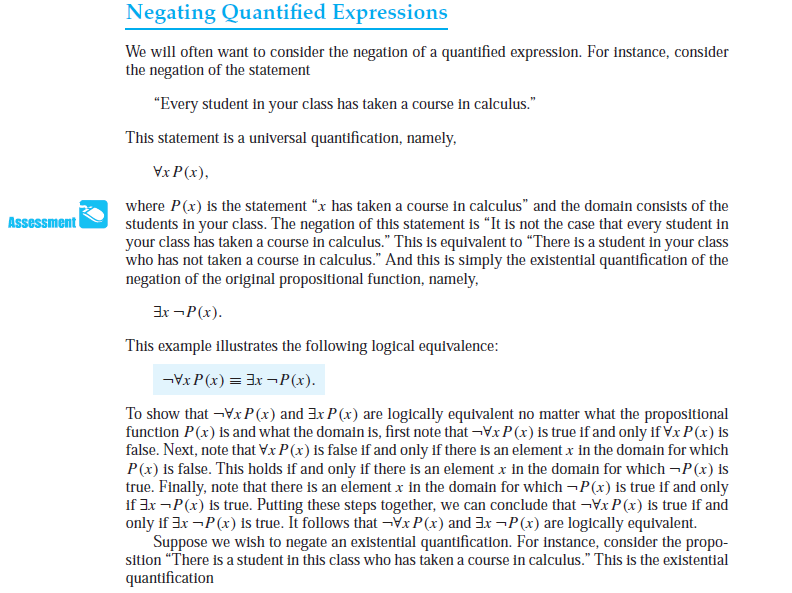 Negating Quantified Expressions
We will often want to consider the negation of a quantified expression. For instance, consider
the negation of the statement
“Every student in your class has taken a course in calculus.”
This statement is a universal quantification, namely,
∀x P(x),
Assessment
where P(x) is the statement “x has taken a course in calculus” and the domain consists of the
students in your class. The negation of this statement is “It is not the case that every student in
your class has taken a course in calculus.” This is equivalent to “There is a student in your class
who has not taken a course in calculus.” And this is simply the existential quantification of the
negation of the original propositional function, namely,
∃x ¬P(x).
This example illustrates the following logical equivalence:
¬∀x P(x) ≡ ∃x ¬P(x).
To show that ¬∀x P(x) and ∃x P(x) are logically equivalent no matter what the propositional
function P(x) is and what the domain is, first note that ¬∀x P(x) is true if and only if ∀x P(x) is
false. Next, note that ∀x P(x) is false if and only if there is an element x in the domain for which
P(x) is false. This holds if and only if there is an element x in the domain for which ¬P(x) is
true. Finally, note that there is an element x in the domain for which ¬P(x) is true if and only
if ∃x ¬P(x) is true. Putting these steps together, we can conclude that ¬∀x P(x) is true if and
only if ∃x ¬P(x) is true. It follows that ¬∀x P(x) and ∃x ¬P(x) are logically equivalent.
Suppose we wish to negate an existential quantification. For instance, consider the propo-
sition “There is a student in this class who has taken a course in calculus.” This is the existential
quantification